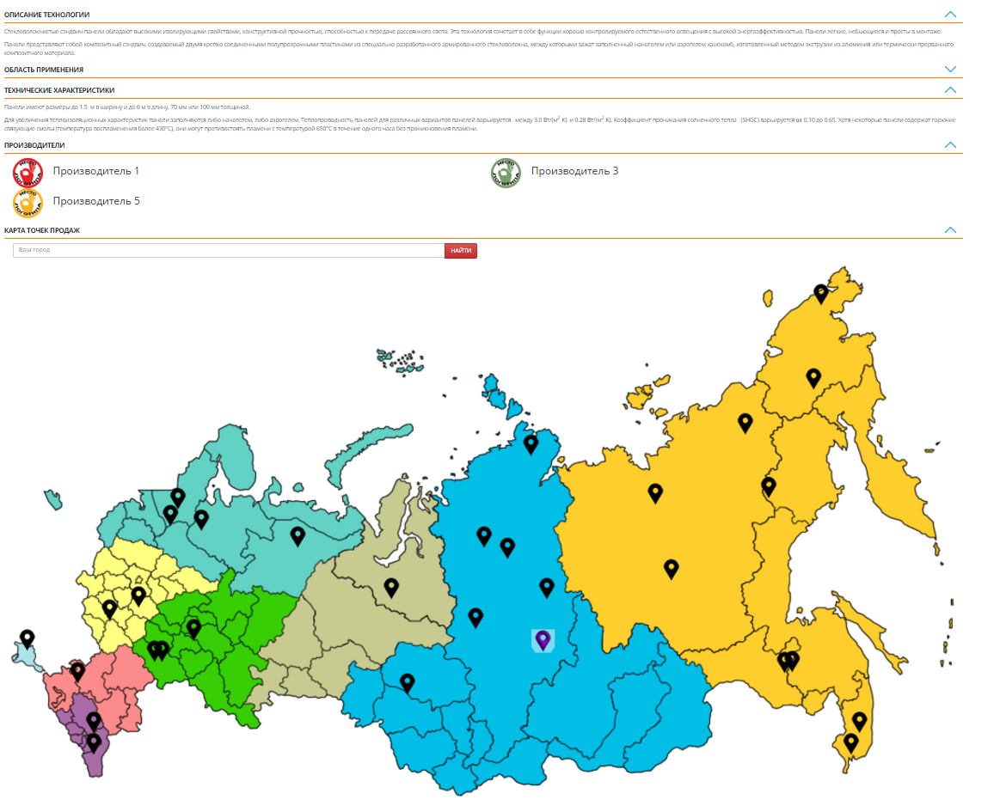 ОПИСАНИЕ ТЕХНОЛОГИИ
Стекловолокнистые сэндвич-панели обладают высокими изолирующими свойствами, конструктивной прочностью, способностью к передаче рассеянного света. Эта технология сочетает в себе функции хорошо контролируемого естественного освещения с высокой энергоэффективностью. Панели легкие, небьющиеся и просты в монтаже.
Панели представляют собой композитный сэндвич, создаваемый двумя крепко соединенными полупрозрачными пластинами из специально разработанного армированного стекловолокна, между которыми зажат заполненный наногелем или аэрогелем ханекомб, изготовленный методом экструзии из алюминия или термически прерванного
композитного материала.
ОБЛАСТЬ ПРИМЕНЕНИЯ
ТЕХНИЧЕСКИЕ ХАРАКТЕРИСТИКИ
Панели имеют размеры до 1.5 м в ширину и до 6 м в длину, 70 мм или 100 мм толщиной.
Для увеличения теплоизоляционных характеристик панели заполняются либо наногелем, либо аэрогелем. Теплопроводность панелей для различных вариантов панелей варьируется между 3.0 Вт/(м² К) и 0.28 Вт/(м² К). Коэффициент проникания солнечного тепла (SHGC) варьируется от 0.10 до 0.65. Хотя некоторые панели содержат горючие
связующие смолы (температура воспламенения более 430°С), они могут противостоять пламени с температурой 650°С в течение одного часа без проникновения пламени.
ПРОИЗВОДИТЕЛИ
МЕСТО ЛОГОТИПА Производитель 1
МЕСТО ЛОГОТИПА Производитель 3
МЕСТО ЛОГОТИПА Производитель 5
КАРТА ТОЧЕК ПРОДАЖ
Ваш город
НАЙТИ